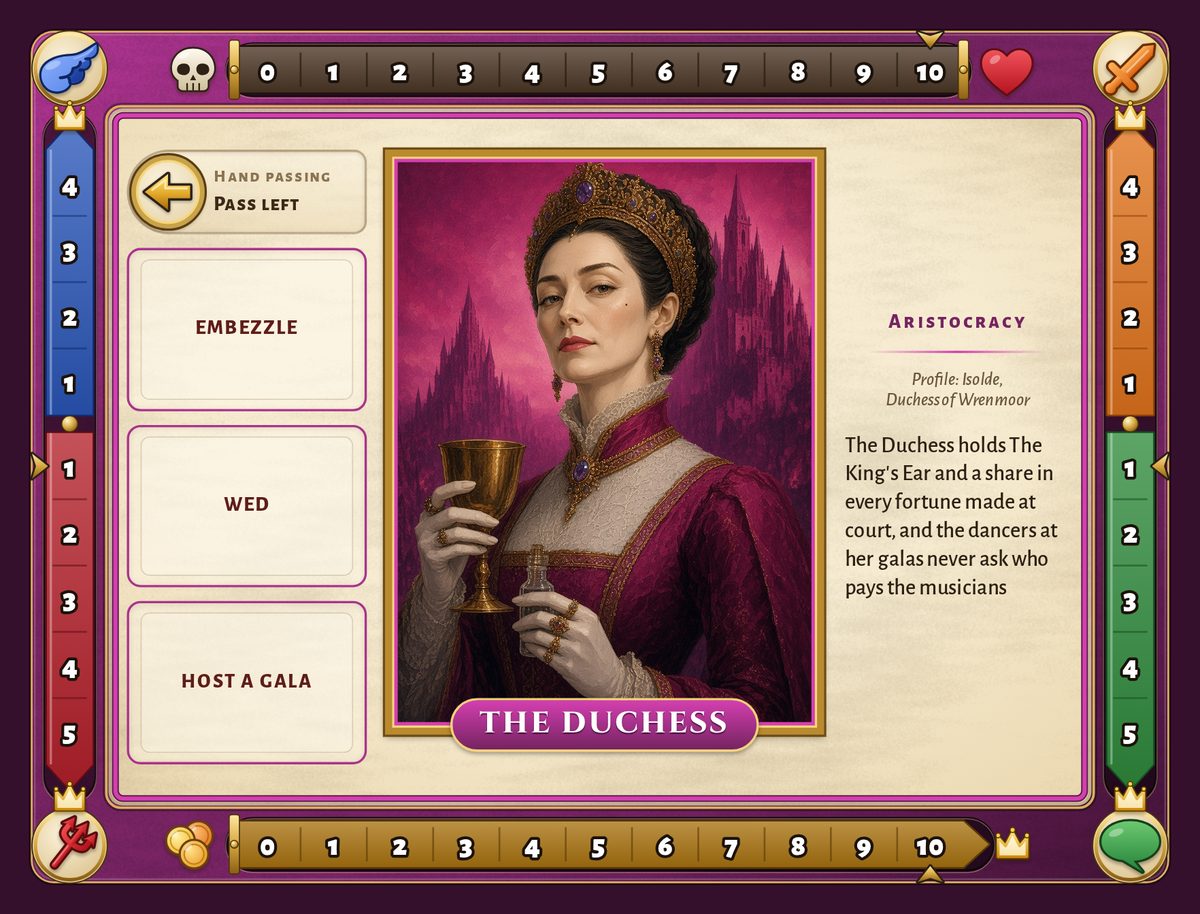 0 1 2 3 4 5 6 7 8 9 10
4
3
2
1
1
2
3
4
5
HAND PASSING
PASS LEFT
EMBEZZLE
WED
HOST A GALA
THE DUCHESS
ARISTOCRACY
Profile: Isolde,
Duchess of Wrenmoor
The Duchess holds The
King's Ear and a share in
every fortune made at
court, and the dancers at
her galas never ask who
pays the musicians
4
3
2
1
1
2
3
4
5
0 1 2 3 4 5 6 7 8 9 10